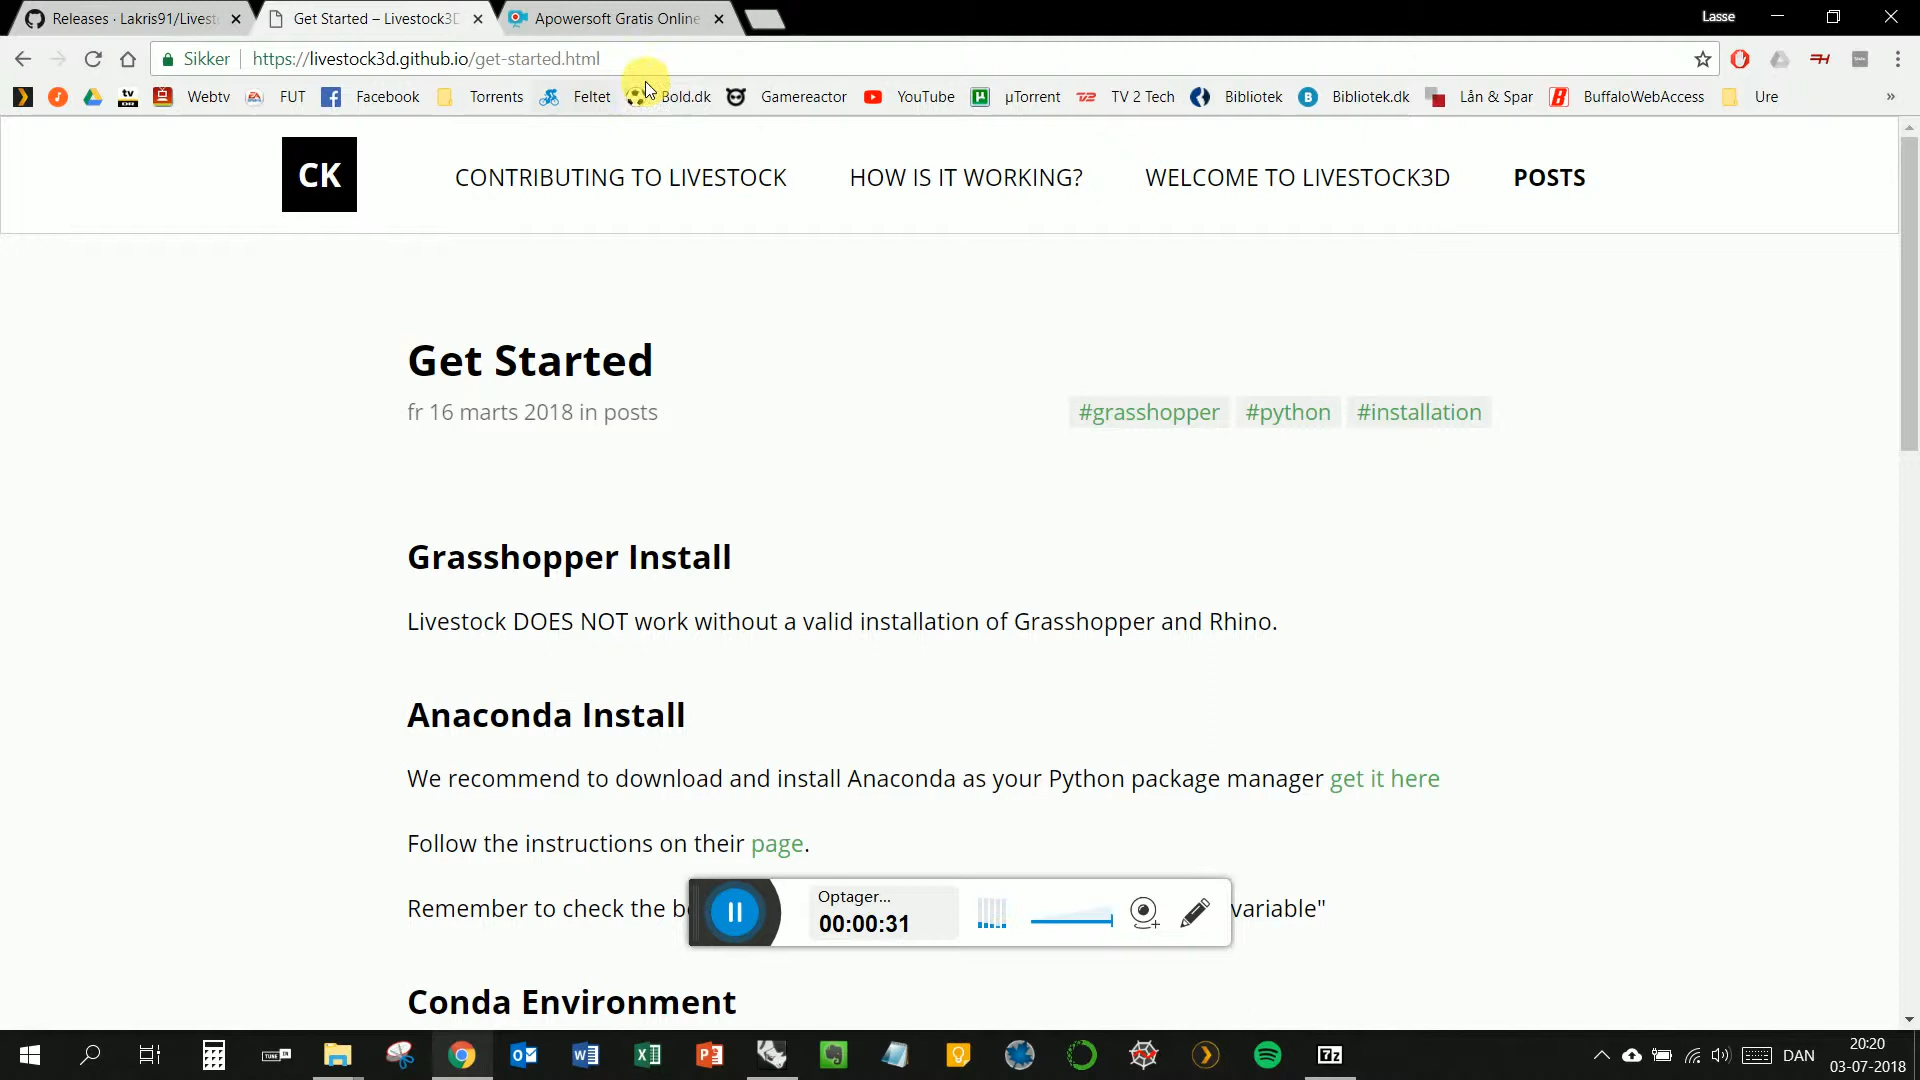 Releases · Lakris91/Livest
Get Started – Livestock3D
Apowersoft Gratis Online
Lasse
Sikker
https://livestock3d.github.io/get-started.html
tv
DR
Webtv
FUT
Facebook
Torrents
Feltet
Bold.dk
Gamereactor
YouTube
µTorrent
TV 2 Tech
Bibliotek
Bibliotek.dk
Lån & Spar
BuffaloWebAccess
Ure
»
CK
CONTRIBUTING TO LIVESTOCK
HOW IS IT WORKING?
WELCOME TO LIVESTOCK3D
POSTS
Get Started
fr 16 marts 2018 in posts
#grasshopper
#python
#installation
Grasshopper Install
Livestock DOES NOT work without a valid installation of Grasshopper and Rhino.
Anaconda Install
We recommend to download and install Anaconda as your Python package manager get it here
Follow the instructions on their page.
Remember to check the
variable"
Optager...
00:00:31
Conda Environment
DAN
20:20
03-07-2018